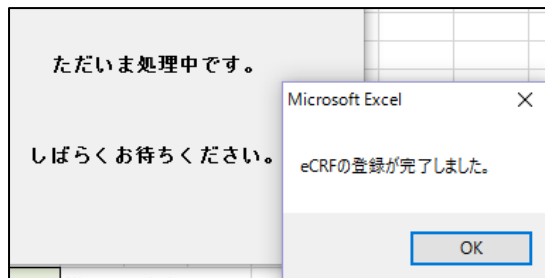 ただいま処理中です。
しばらくお待ちください。
Microsoft Excel
eCRFの登録が完了しました。
OK